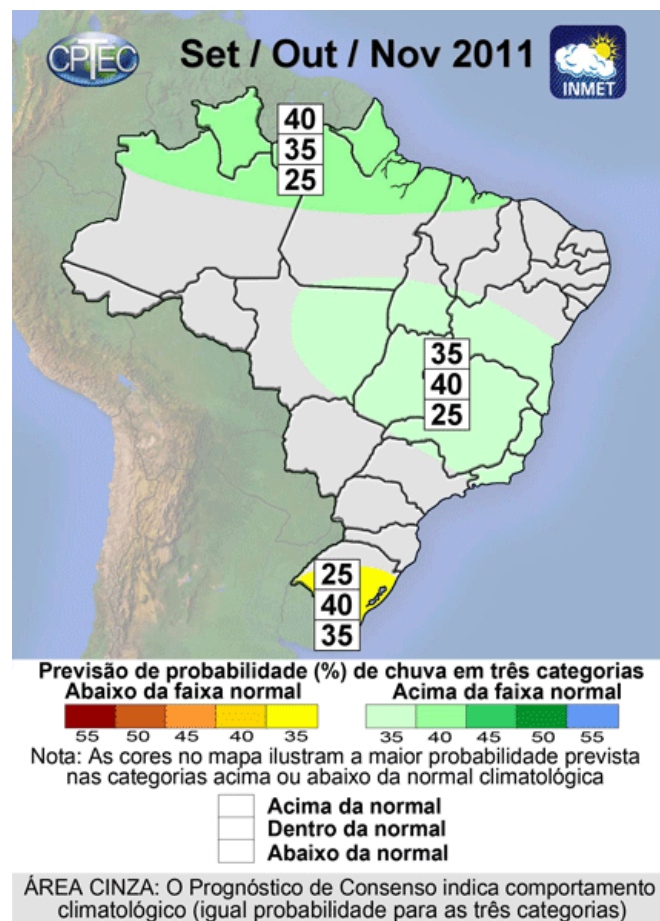 CPTEC
Set / Out / Nov 2011
INMET
40
35
25
35
40
25
25
40
35
Previsão de probabilidade (%) de chuva em três categorias
Abaixo da faixa normal
Acima da faixa normal
55 50 45 40 35
35 40 45 50 55
Nota: As cores no mapa ilustram a maior probabilidade prevista
nas categorias acima ou abaixo da normal climatológica
Acima da normal
Dentro da normal
Abaixo da normal
ÁREA CINZA: O Prognóstico de Consenso indica comportamento
climatológico (igual probabilidade para as três categorias)